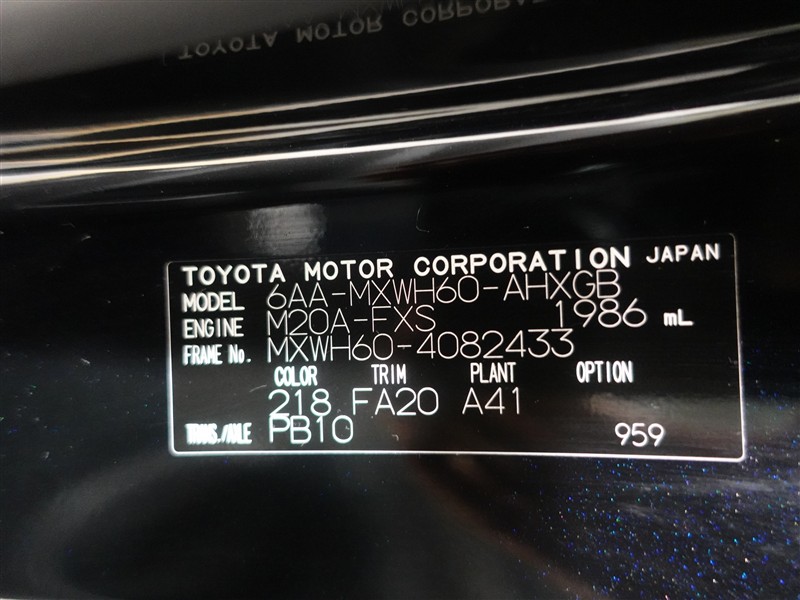 TOYOTA MOTOR CORPORATION
TOYOTA MOTOR CORPORATION JAPAN
MODEL 6AA-MXWH60-AHXGB
ENGINE M20A-FXS 1986 mL
FRAME No. MXWH60-4082433
COLOR TRIM PLANT OPTION
218 FA20 A41
TRANS./AXLE PB10 959